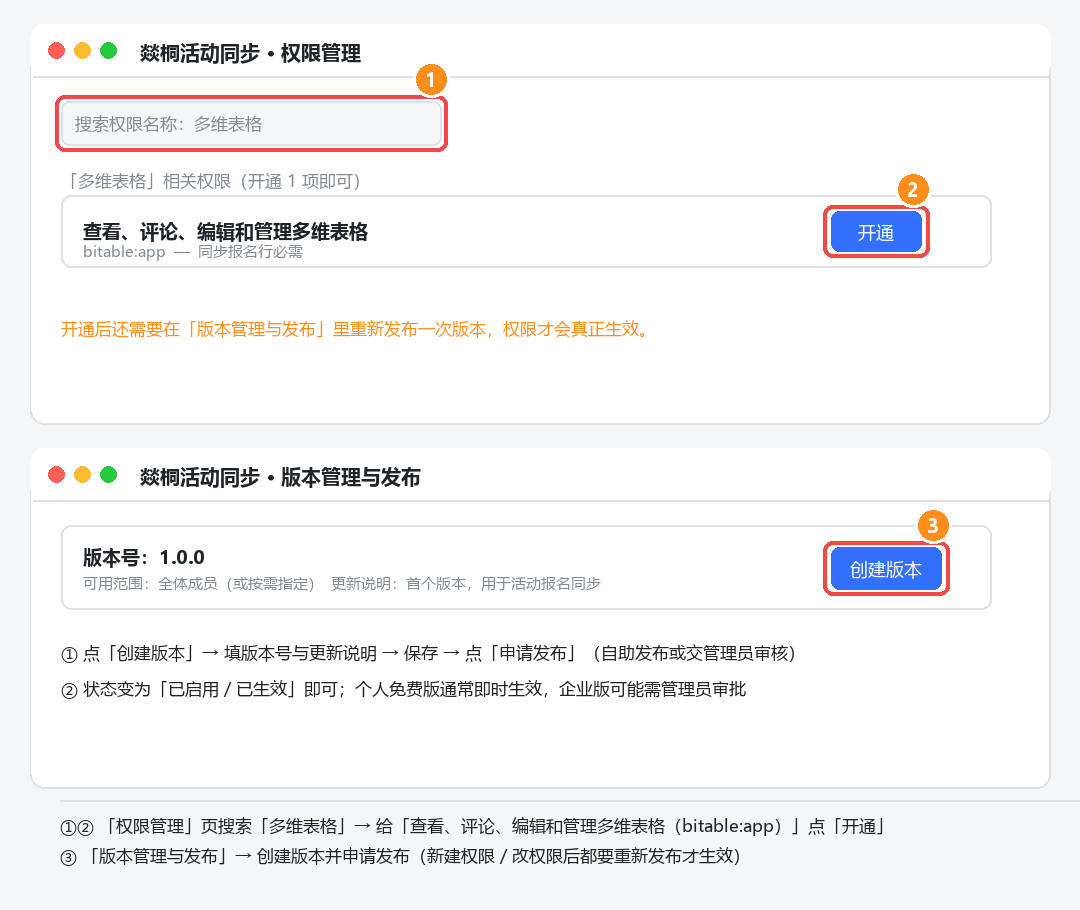 燚桐活动同步 • 权限管理
1
搜索权限名称：多维表格
「多维表格」相关权限（开通 1 项即可）
2
查看、评论、编辑和管理多维表格
bitable:app — 同步报名行必需
开通
开通后还需要在「版本管理与发布」里重新发布一次版本，权限才会真正生效。
燚桐活动同步 • 版本管理与发布
3
版本号：1.0.0
可用范围：全体成员（或按需指定） 更新说明：首个版本，用于活动报名同步
创建版本
① 点「创建版本」→ 填版本号与更新说明 → 保存 → 点「申请发布」（自助发布或交管理员审核）
② 状态变为「已启用 / 已生效」即可；个人免费版通常即时生效，企业版可能需管理员审批
①② 「权限管理」页搜索「多维表格」→ 给「查看、评论、编辑和管理多维表格（bitable:app）」点「开通」
③ 「版本管理与发布」→ 创建版本并申请发布（新建权限 / 改权限后都要重新发布才生效）